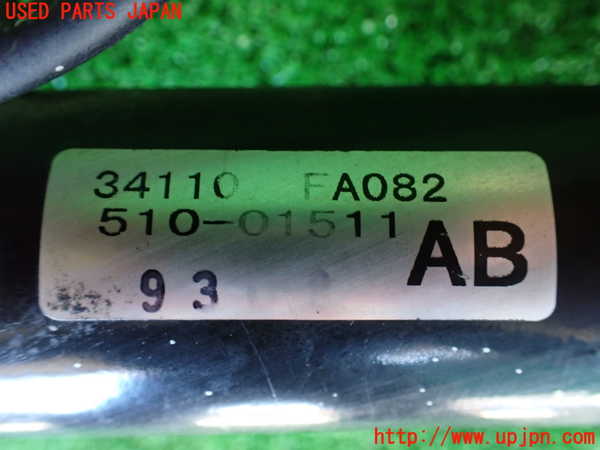 USED PARTS JAPAN
34110 FA082
510-01511
AB
93
http://www.upjpn.com